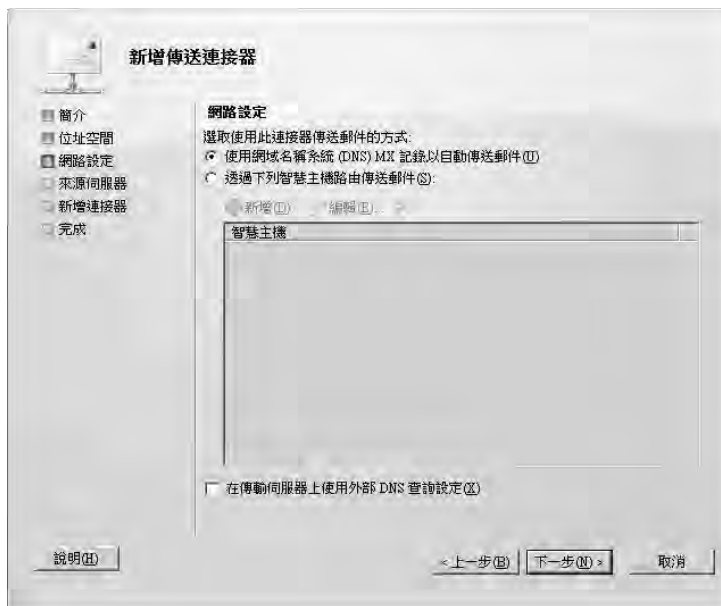 新增傳送連接器
簡介
位址空間
網路設定
來源伺服器
新增連接器
完成
網路設定
選取使用此連接器傳送郵件的方式:
使用網域名稱系統 (DNS) MX 記錄以自動傳送郵件(U)
透過下列智慧主機路由傳送郵件(S):
新增(D) 編輯(E)...
智慧主機
在傳輸伺服器上使用外部 DNS 查詢設定(X)
說明(H)
< 上一步(B) 下一步(N) > 取消